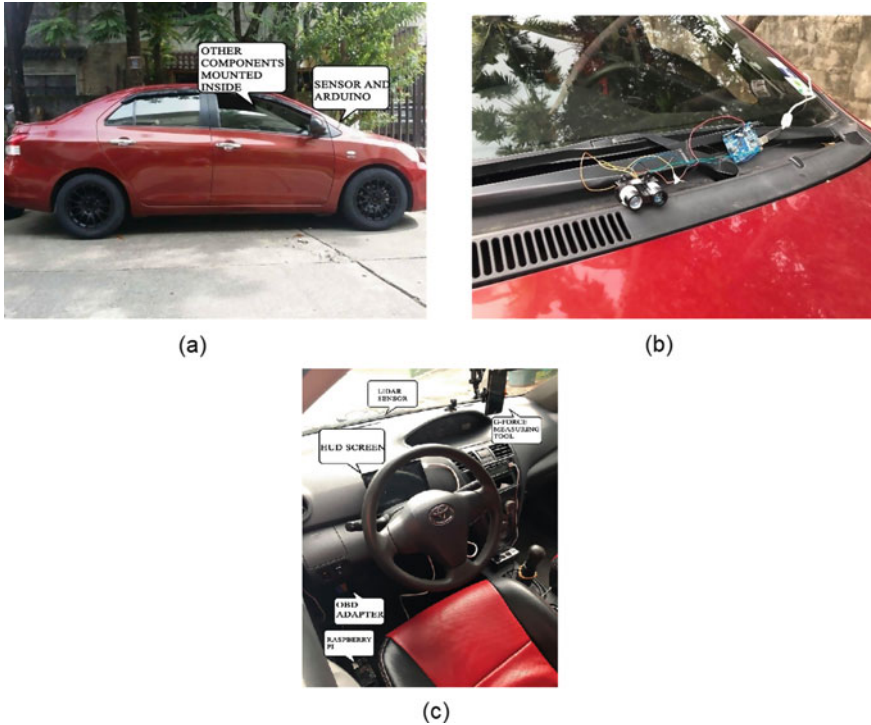 OTHER
COMPONENTS
MOUNTED
INSIDE
SENSOR AND
ARDUINO
(a)
(b)
LIDAR
SENSOR
G-FORCE
MEASURING
TOOL
HUD SCREEN
OBD
ADAPTER
RASPBERRY
PI
(c)